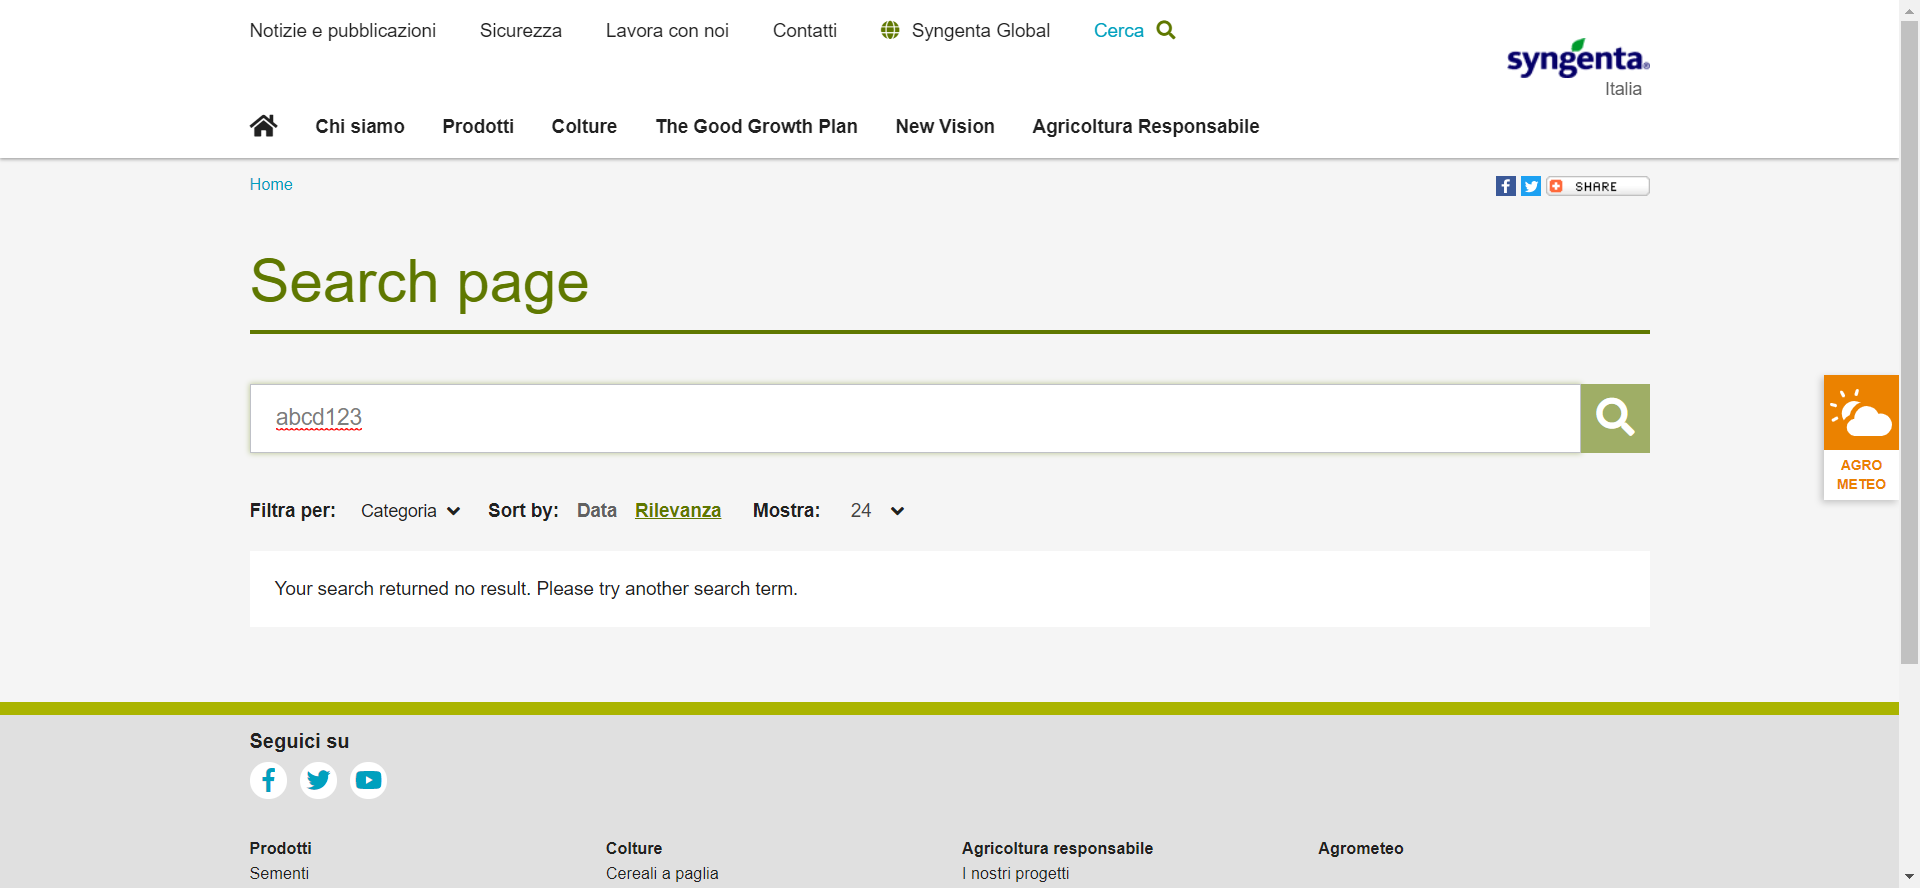 Notizie e pubblicazioni Sicurezza Lavora con noi Contatti Syngenta Global Cerca
syngenta®
Italia
Chi siamo Prodotti Colture The Good Growth Plan New Vision Agricoltura Responsabile
Home
SHARE
Search page
abcd123
AGRO
METEO
Filtra per: Categoria Sort by: Data Rilevanza Mostra: 24
Your search returned no result. Please try another search term.
Seguici su
Prodotti Colture Agricoltura responsabile Agrometeo
Sementi Cereali a paglia I nostri progetti